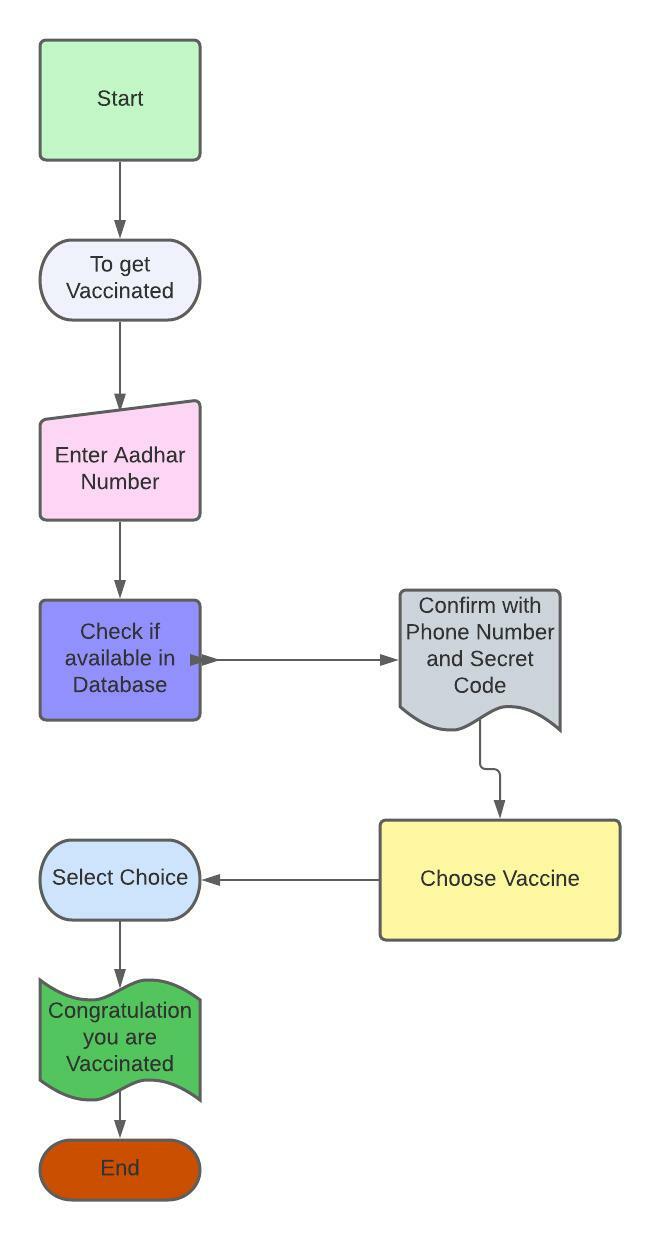 Start
To get
Vaccinated
Enter Aadhar
Number
Check if
available in
Database
Confirm with
Phone Number
and Secret
Code
Choose Vaccine
Select Choice
Congratulation
you are
Vaccinated
End